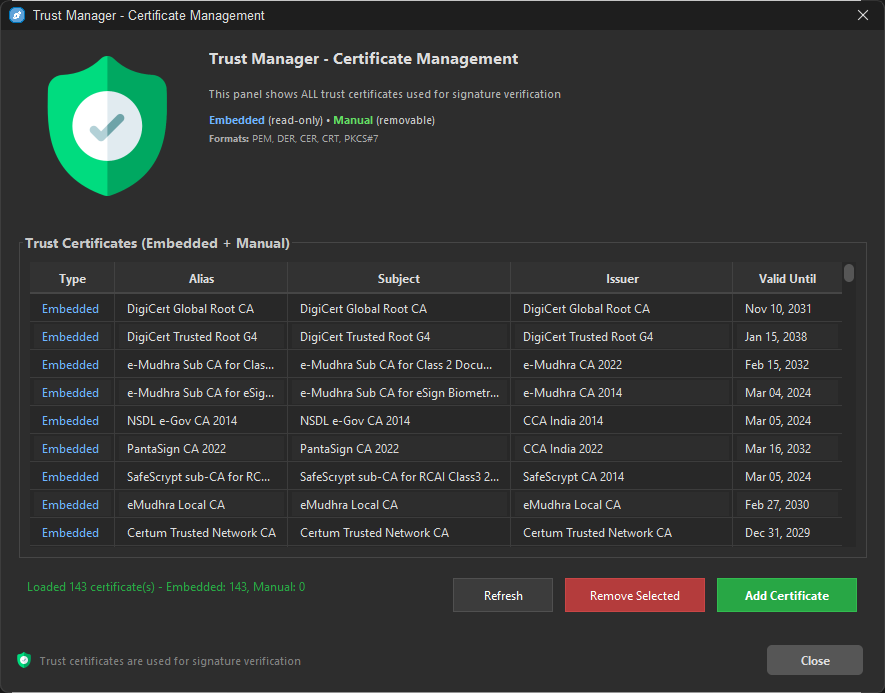 Trust Manager - Certificate Management
Trust Manager - Certificate Management
This panel shows ALL trust certificates used for signature verification
Embedded (read-only) • Manual (removable)
Formats: PEM, DER, CER, CRT, PKCS#7
Trust Certificates (Embedded + Manual)
Type Alias Subject Issuer Valid Until
Embedded DigiCert Global Root CA DigiCert Global Root CA DigiCert Global Root CA Nov 10, 2031
Embedded DigiCert Trusted Root G4 DigiCert Trusted Root G4 DigiCert Trusted Root G4 Jan 15, 2038
Embedded e-Mudhra Sub CA for Clas... e-Mudhra Sub CA for Class 2 Docu... e-Mudhra CA 2022 Feb 15, 2032
Embedded e-Mudhra Sub CA for eSig... e-Mudhra Sub CA for eSign Biometr... e-Mudhra CA 2014 Mar 04, 2024
Embedded NSDL e-Gov CA 2014 NSDL e-Gov CA 2014 CCA India 2014 Mar 05, 2024
Embedded PantaSign CA 2022 PantaSign CA 2022 CCA India 2022 Mar 16, 2032
Embedded SafeScrypt sub-CA for RC... SafeScrypt sub-CA for RCAI Class3 2... SafeScrypt CA 2014 Mar 05, 2024
Embedded eMudhra Local CA eMudhra Local CA eMudhra Local CA Feb 27, 2030
Embedded Certum Trusted Network CA Certum Trusted Network CA Certum Trusted Network CA Dec 31, 2029
Loaded 143 certificate(s) - Embedded: 143, Manual: 0
Refresh Remove Selected Add Certificate
Trust certificates are used for signature verification
Close